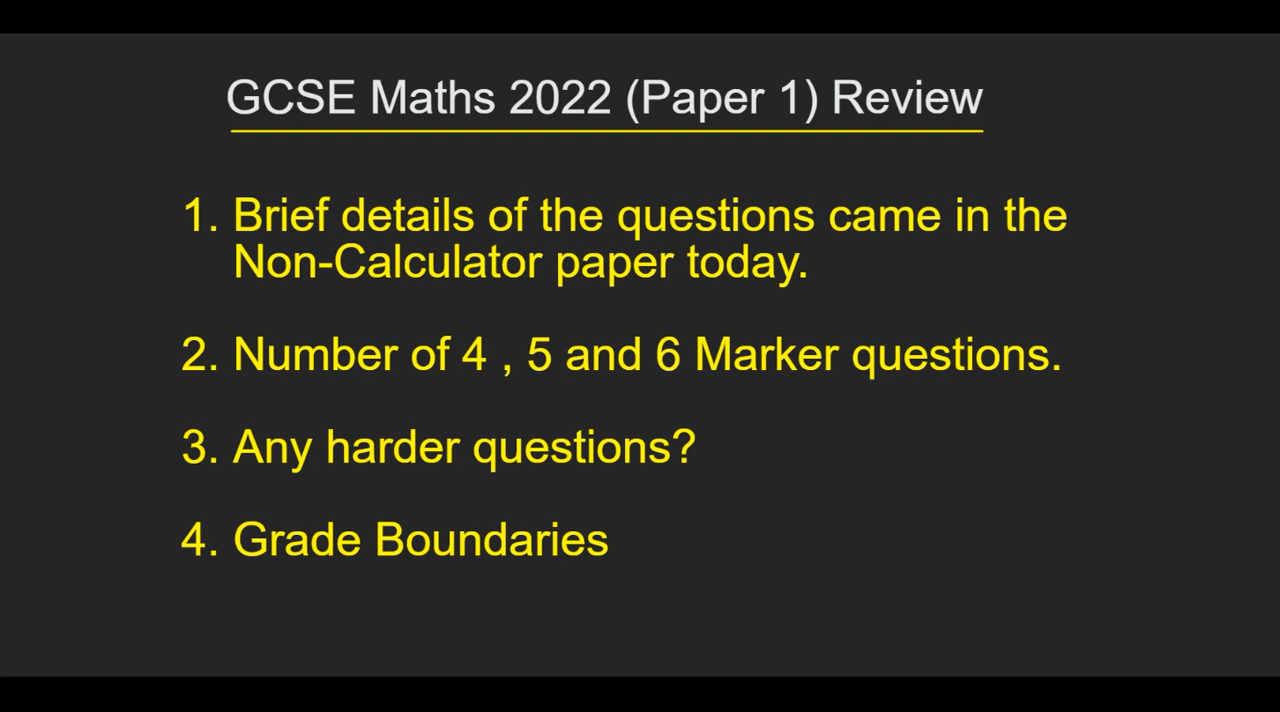 GCSE Maths 2022 (Paper 1) Review
1. Brief details of the questions came in the
Non-Calculator paper today.
2. Number of 4 , 5 and 6 Marker questions.
3. Any harder questions?
4. Grade Boundaries